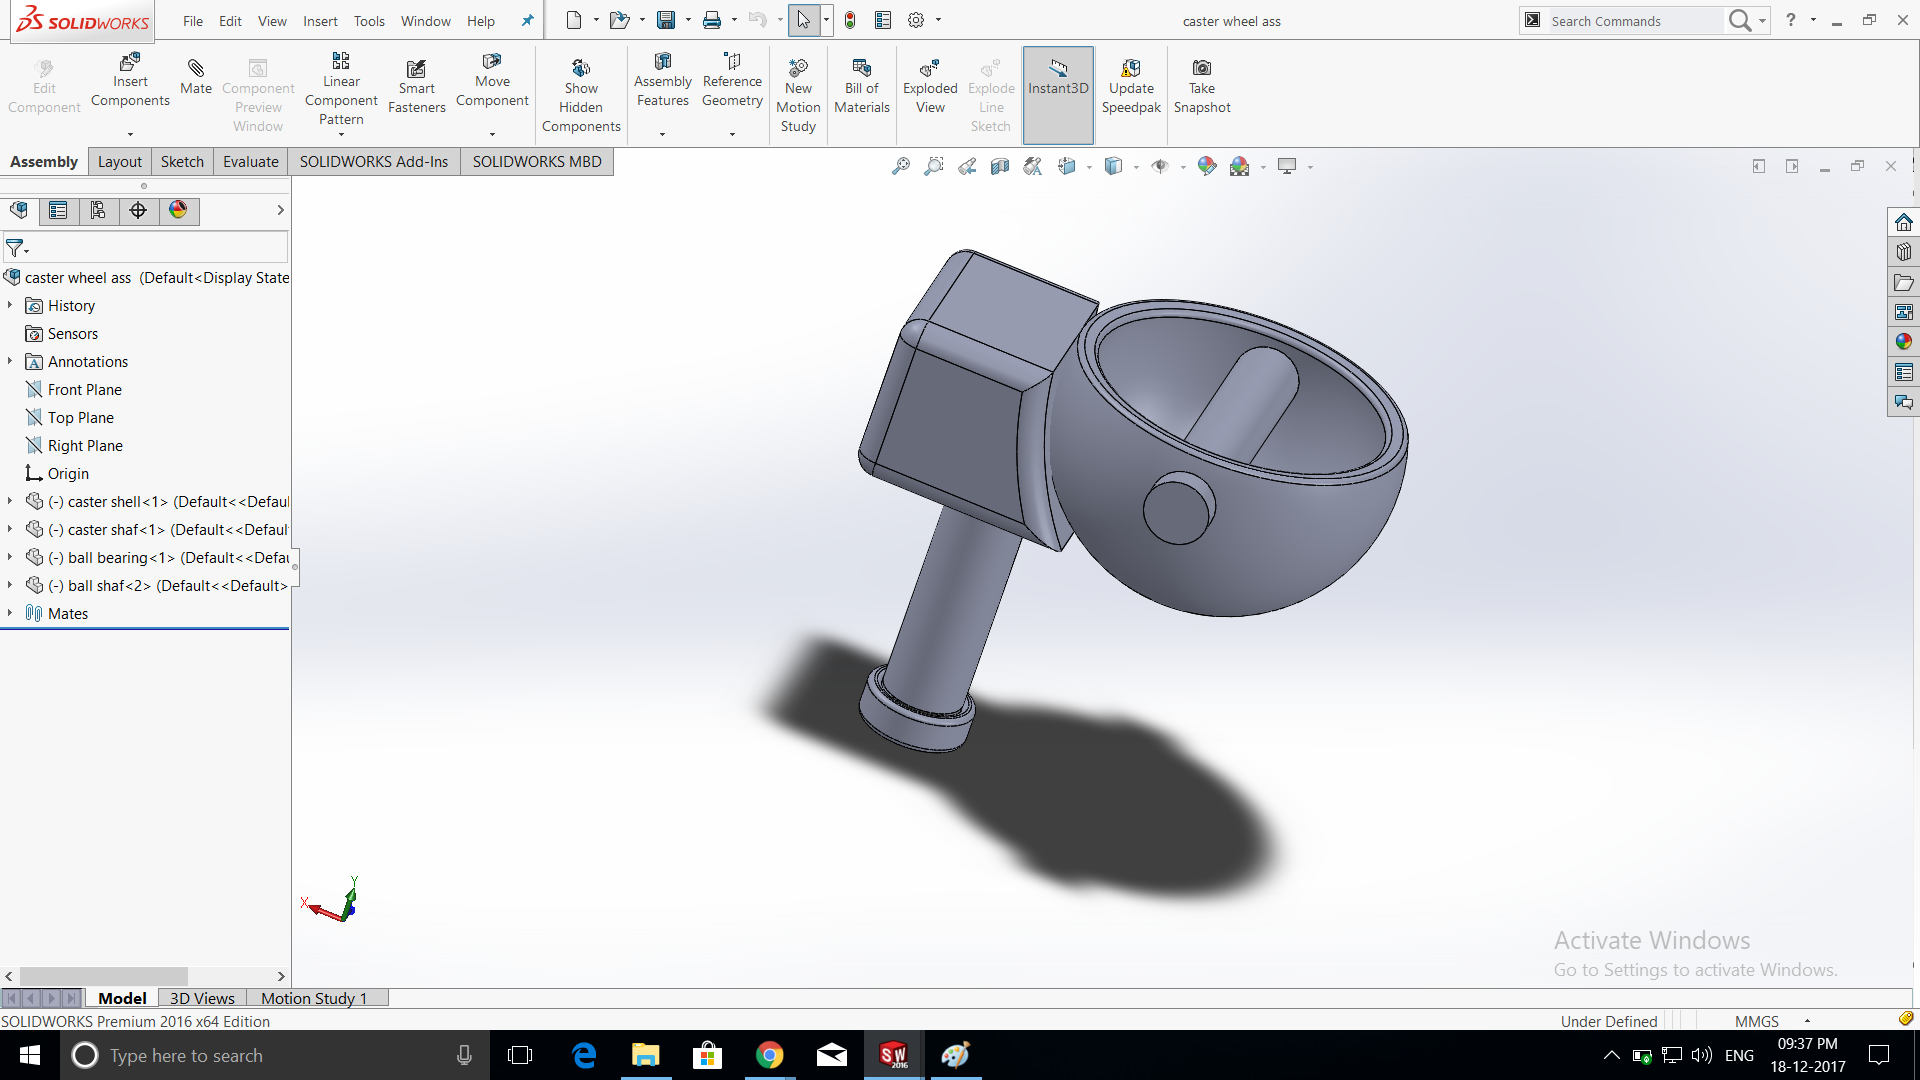 SOLIDWORKS
File Edit View Insert Tools Window Help
caster wheel ass
Search Commands
?
Edit Component
Insert Components
Mate
Component Preview Window
Linear Component Pattern
Smart Fasteners
Move Component
Show Hidden Components
Assembly Features
Reference Geometry
New Motion Study
Bill of Materials
Exploded View
Explode Line Sketch
Instant3D
Update Speedpak
Take Snapshot
Assembly Layout Sketch Evaluate SOLIDWORKS Add-Ins SOLIDWORKS MBD
caster wheel ass (Default<Display State
History
Sensors
A Annotations
Front Plane
Top Plane
Right Plane
Origin
(-) caster shell<1> (Default<<Defaul
(-) caster shaf<1> (Default<<Defaul
(-) ball bearing<1> (Default<<Defau
(-) ball shaf<2> (Default<<Default>
Mates
Y
X
Activate Windows
Go to Settings to activate Windows.
Model 3D Views Motion Study 1
SOLIDWORKS Premium 2016 x64 Edition
Under Defined
MMGS
Type here to search
SW 2016
ENG
09:37 PM
18-12-2017